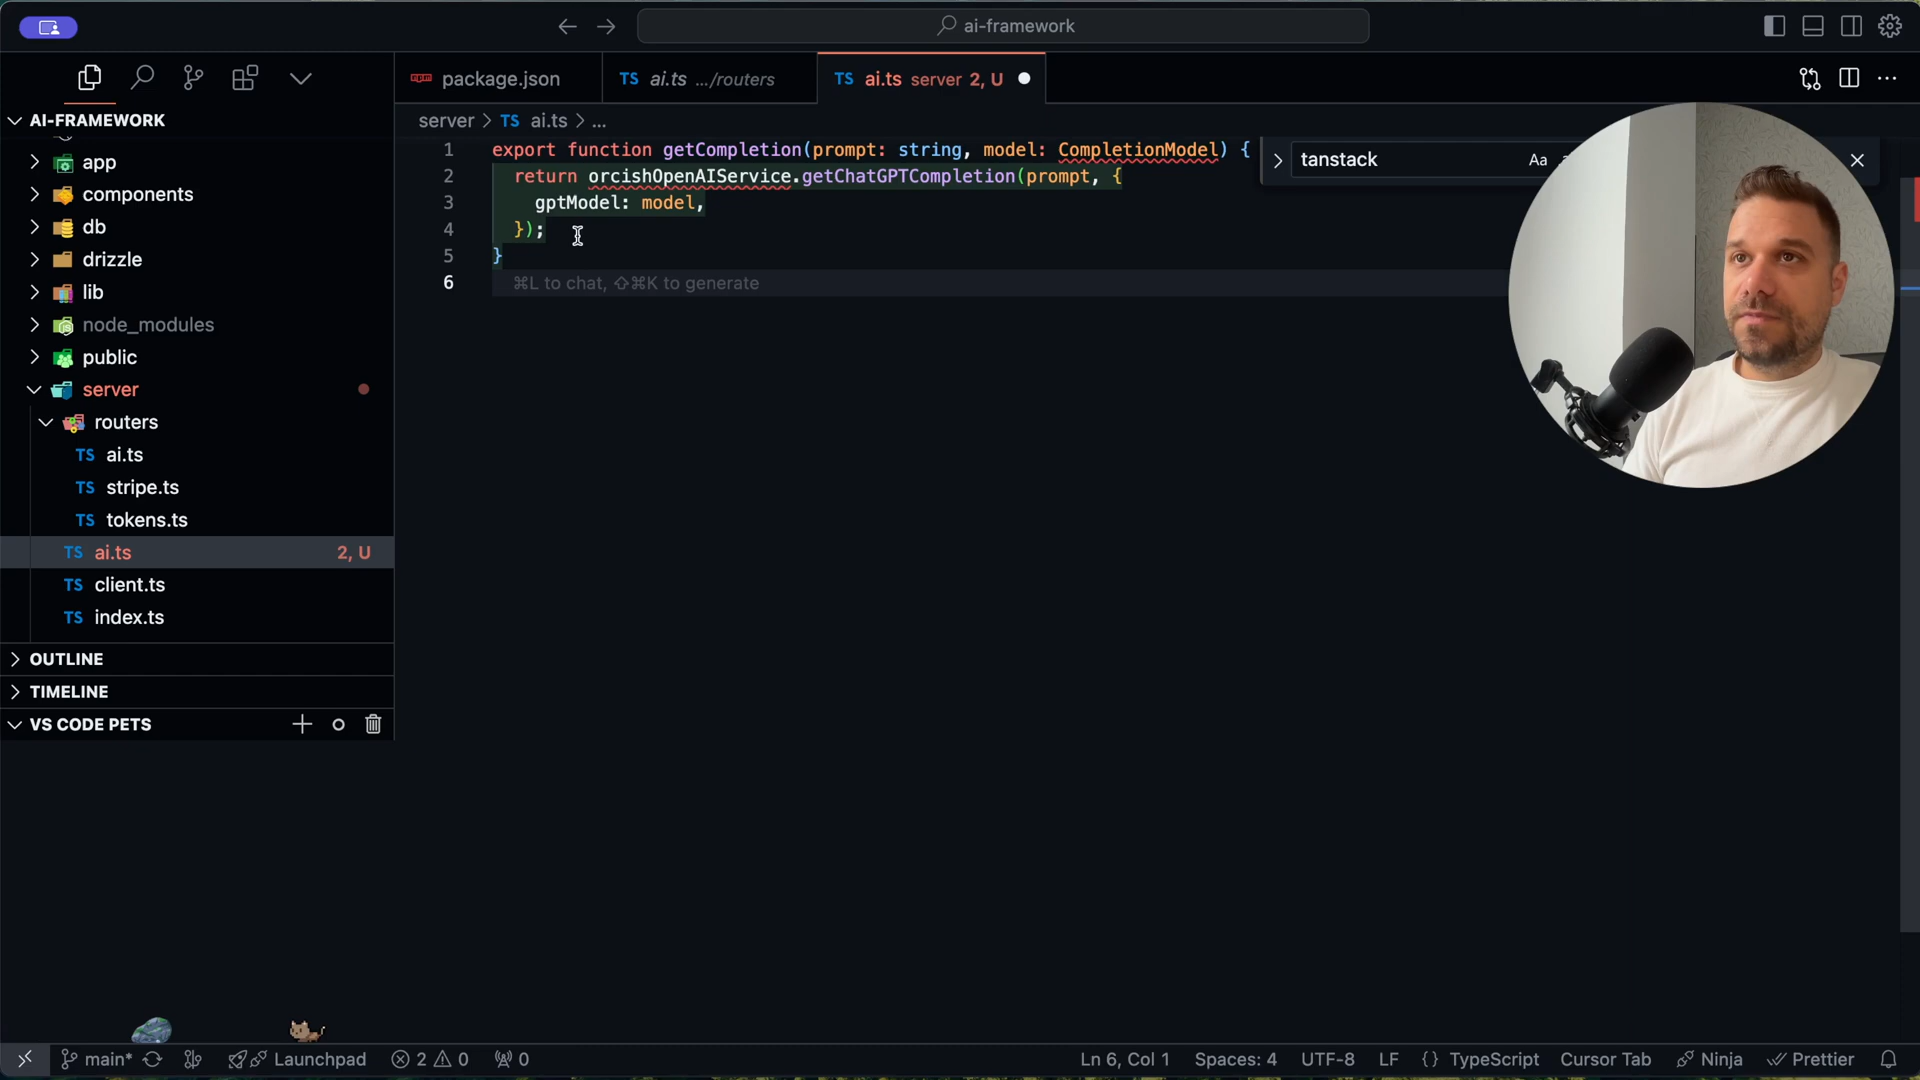 ai-framework
package.json
TS ai.ts .../routers
TS ai.ts server 2, U
AI-FRAMEWORK
server > TS ai.ts > ...
app
components
db
drizzle
lib
node_modules
public
server
routers
TS ai.ts
TS stripe.ts
TS tokens.ts
TS ai.ts 2, U
TS client.ts
TS index.ts
OUTLINE
TIMELINE
VS CODE PETS
1 export function getCompletion(prompt: string, model: CompletionModel) {
2 return orcishOpenAIService.getChatGPTCompletion(prompt, {
3 gptModel: model,
4 });
5 }
6 ⌘L to chat, ⇧⌘K to generate
tanstack Aa
main* Launchpad 2 0 0
Ln 6, Col 1 Spaces: 4 UTF-8 LF {} TypeScript Cursor Tab Ninja Prettier